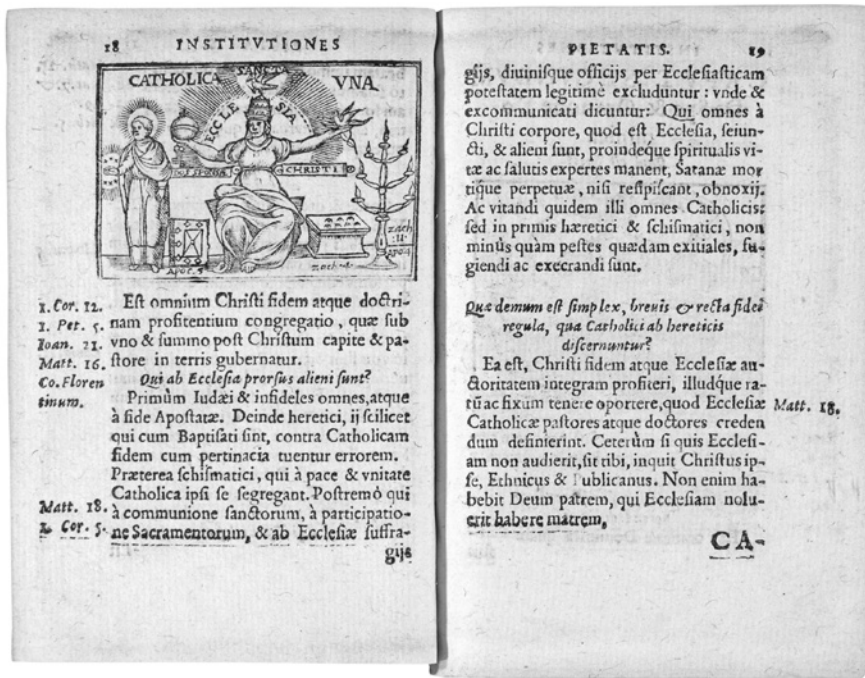 18 INSTITVTIONES
CATHOLICA SANCTA VNA
ECCLE SIA
SPONSA CHRISTI
Apoc. 5
zach 4
zach
11
Apo 4
1. Cor. 12.
1. Pet. 5.
Ioan. 21.
Matt. 16.
Co. Floren
tinum.
Matt. 18.
1. Cor. 5.
Est omnium Christi fidem atque doctri-
nam profitentium congregatio, quæ sub
vno & summo post Christum capite & pa-
store in terris gubernatur.
Qui ab Ecclesia prorsus alieni sunt?
Primùm Iudæi & infideles omnes, atque
à fide Apostatæ. Deinde heretici, ij scilicet
qui cum Baptisati sint, contra Catholicam
fidem cum pertinacia tuentur errorem.
Præterea schismatici, qui à pace & vnitate
Catholica ipsi se segregant. Postremò qui
à communione sanctorum, à participatio-
ne Sacramentorum, & ab Ecclesiæ suffra-
gijs
PIETATIS. 19
gijs, diuinisque officijs per Ecclesiasticam
potestatem legitimè excluduntur: vnde &
excommunicati dicuntur: Qui omnes à
Christi corpore, quod est Ecclesia, seiun-
cti, & alieni sunt, proindeque spiritualis vi-
tæ ac salutis expertes manent, Satanæ mor
tique perpetuæ, nisi resipiscant, obnoxij.
Ac vitandi quidem illi omnes Catholicis:
sed in primis hæretici & schismatici, non
minùs quàm pestes quædam exitiales, fu-
giendi ac execrandi sunt.
Quæ demum est simplex, breuis & recta fidei
regula, qua Catholici ab hereticis
discernuntur?
Ea est, Christi fidem atque Ecclesiæ au-
ctoritatem integram profiteri, illudque ra-
tũ ac fixum tenere oportere, quod Ecclesiæ
Catholicæ pastores atque doctores creden
dum definierint. Ceterùm si quis Ecclesi-
am non audierit, sit tibi, inquit Christus ip-
se, Ethnicus & Publicanus. Non enim ha-
bebit Deum patrem, qui Ecclesiam nolu-
erit habere matrem,
Matt. 18.
CA-